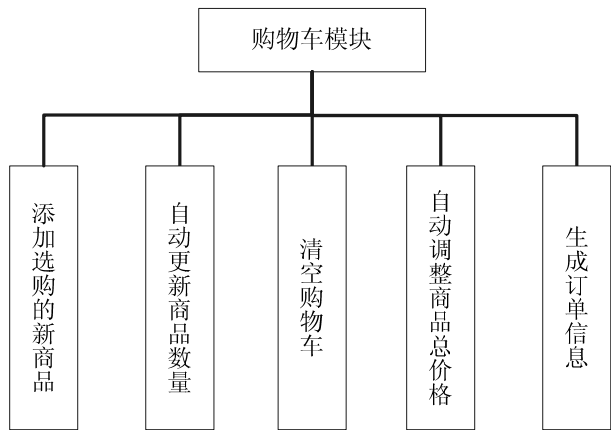 购物车模块
添加选购的新商品
自动更新商品数量
清空购物车
自动调整商品总价格
生成订单信息